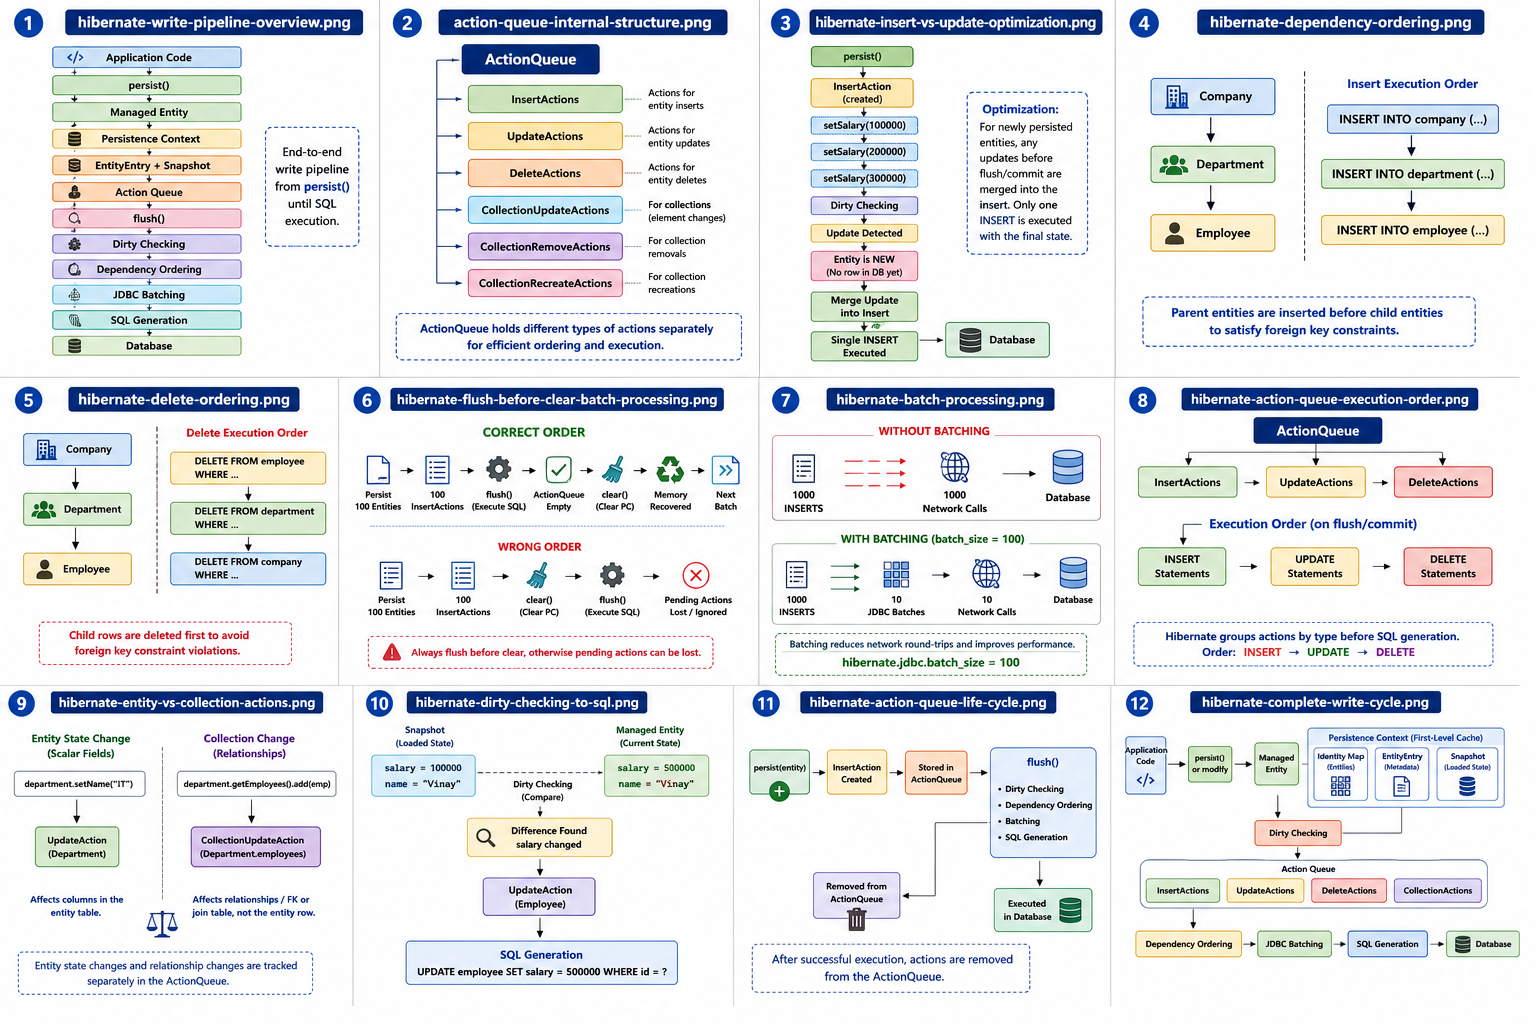 1
hibernate-write-pipeline-overview.png
</> Application Code
persist()
Managed Entity
Persistence Context
EntityEntry + Snapshot
Action Queue
flush()
Dirty Checking
Dependency Ordering
JDBC Batching
SQL Generation
Database
End-to-end
write pipeline
from persist()
until SQL
execution.
2
action-queue-internal-structure.png
ActionQueue
InsertActions
Actions for
entity inserts
UpdateActions
Actions for
entity updates
DeleteActions
Actions for
entity deletes
CollectionUpdateActions
For collections
(element changes)
CollectionRemoveActions
For collection
removals
CollectionRecreateActions
For collection
recreations
ActionQueue holds different types of actions separately
for efficient ordering and execution.
3
hibernate-insert-vs-update-optimization.png
persist()
InsertAction
(created)
setSalary(100000)
setSalary(200000)
setSalary(300000)
Dirty Checking
Update Detected
Entity is NEW
(No row in DB yet)
Merge Update
into Insert
Single INSERT
Executed
Database
Optimization:
For newly persisted
entities, any
updates before
flush/commit are
merged into the
insert. Only one
INSERT is executed
with the final state.
4
hibernate-dependency-ordering.png
Company
Department
Employee
Insert Execution Order
INSERT INTO company (...)
INSERT INTO department (...)
INSERT INTO employee (...)
Parent entities are inserted before child entities
to satisfy foreign key constraints.
5
hibernate-delete-ordering.png
Company
Department
Employee
Delete Execution Order
DELETE FROM employee
WHERE ...
DELETE FROM department
WHERE ...
DELETE FROM company
WHERE ...
Child rows are deleted first to avoid
foreign key constraint violations.
6
hibernate-flush-before-clear-batch-processing.png
CORRECT ORDER
Persist
100 Entities
100
InsertActions
flush()
(Execute SQL)
ActionQueue
Empty
clear()
(Clear PC)
Memory
Recovered
Next
Batch
WRONG ORDER
Persist
100 Entities
100
InsertActions
clear()
(Clear PC)
flush()
(Execute SQL)
Pending Actions
Lost / Ignored
Always flush before clear, otherwise pending actions can be lost.
7
hibernate-batch-processing.png
WITHOUT BATCHING
1000
INSERTS
1000
Network Calls
Database
WITH BATCHING (batch_size = 100)
1000
INSERTS
10
JDBC Batches
10
Network Calls
Database
Batching reduces network round-trips and improves performance.
hibernate.jdbc.batch_size = 100
8
hibernate-action-queue-execution-order.png
ActionQueue
InsertActions
UpdateActions
DeleteActions
Execution Order (on flush/commit)
INSERT
Statements
UPDATE
Statements
DELETE
Statements
Hibernate groups actions by type before SQL generation.
Order: INSERT → UPDATE → DELETE
9
hibernate-entity-vs-collection-actions.png
Entity State Change
(Scalar Fields)
department.setName("IT")
UpdateAction
(Department)
Affects columns in the
entity table.
Collection Change
(Relationships)
department.getEmployees().add(emp)
CollectionUpdateAction
(Department.employees)
Affects relationships / FK or
join table, not the entity row.
Entity state changes and relationship changes are tracked
separately in the ActionQueue.
10
hibernate-dirty-checking-to-sql.png
Snapshot
(Loaded State)
salary = 100000
name = "Vinay"
Managed Entity
(Current State)
salary = 500000
name = "Vinay"
Dirty Checking
(Compare)
Difference Found
salary changed
UpdateAction
(Employee)
SQL Generation
UPDATE employee SET salary = 500000 WHERE id = ?
11
hibernate-action-queue-life-cycle.png
persist(entity)
InsertAction
Created
Stored in
ActionQueue
flush()
• Dirty Checking
• Dependency Ordering
• Batching
• SQL Generation
Removed from
ActionQueue
Executed
in Database
After successful execution, actions are removed
from the ActionQueue.
12
hibernate-complete-write-cycle.png
Application
Code
</>
persist()
or modify
Managed
Entity
Persistence Context (First-Level Cache)
Identity Map
(Entities)
EntityEntry
(Metadata)
Snapshot
(Loaded State)
Dirty Checking
Action Queue
InsertActions
UpdateActions
DeleteActions
CollectionActions
Dependency Ordering
JDBC Batching
SQL Generation
Database